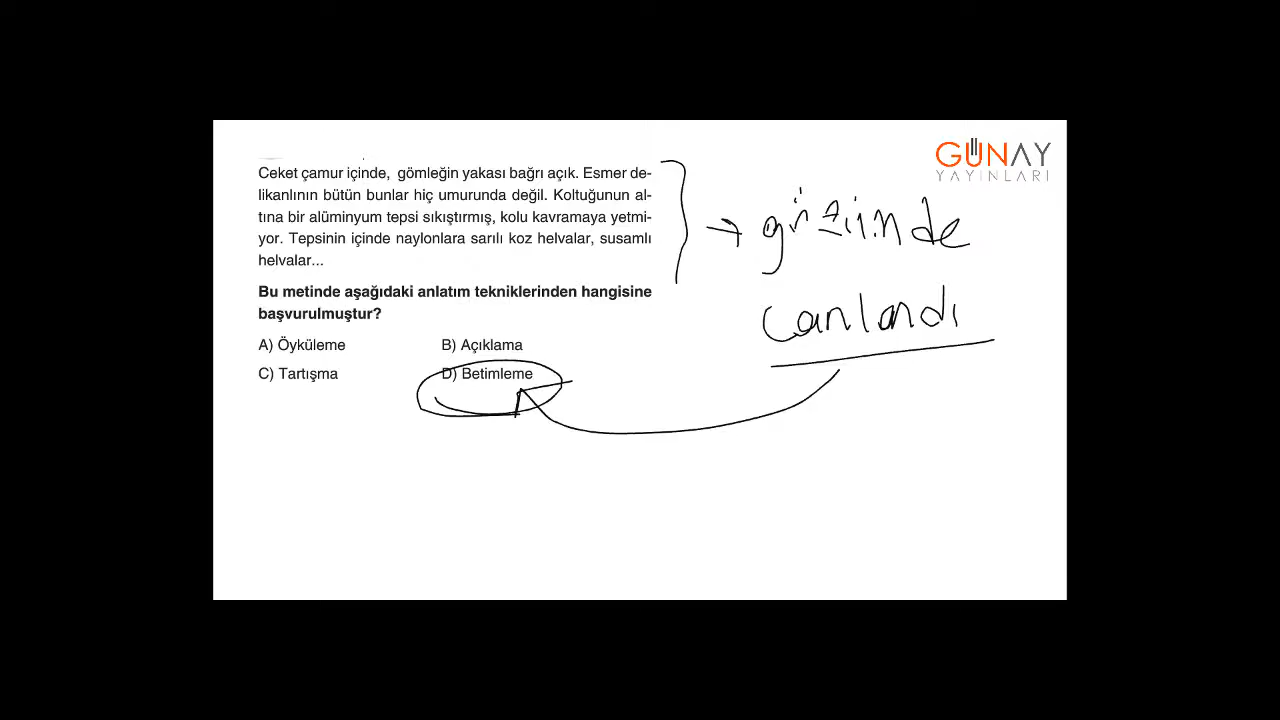 GÜNAY
YAYINLARI
Ceket çamur içinde, gömleğin yakası bağrı açık. Esmer de-
likanlının bütün bunlar hiç umurunda değil. Koltuğunun al-
tına bir alüminyum tepsi sıkıştırmış, kolu kavramaya yetmi-
yor. Tepsinin içinde naylonlara sarılı koz helvalar, susamlı
helvalar...
Bu metinde aşağıdaki anlatım tekniklerinden hangisine
başvurulmuştur?
A) Öyküleme B) Açıklama
C) Tartışma D) Betimleme
gözünde
canlandı